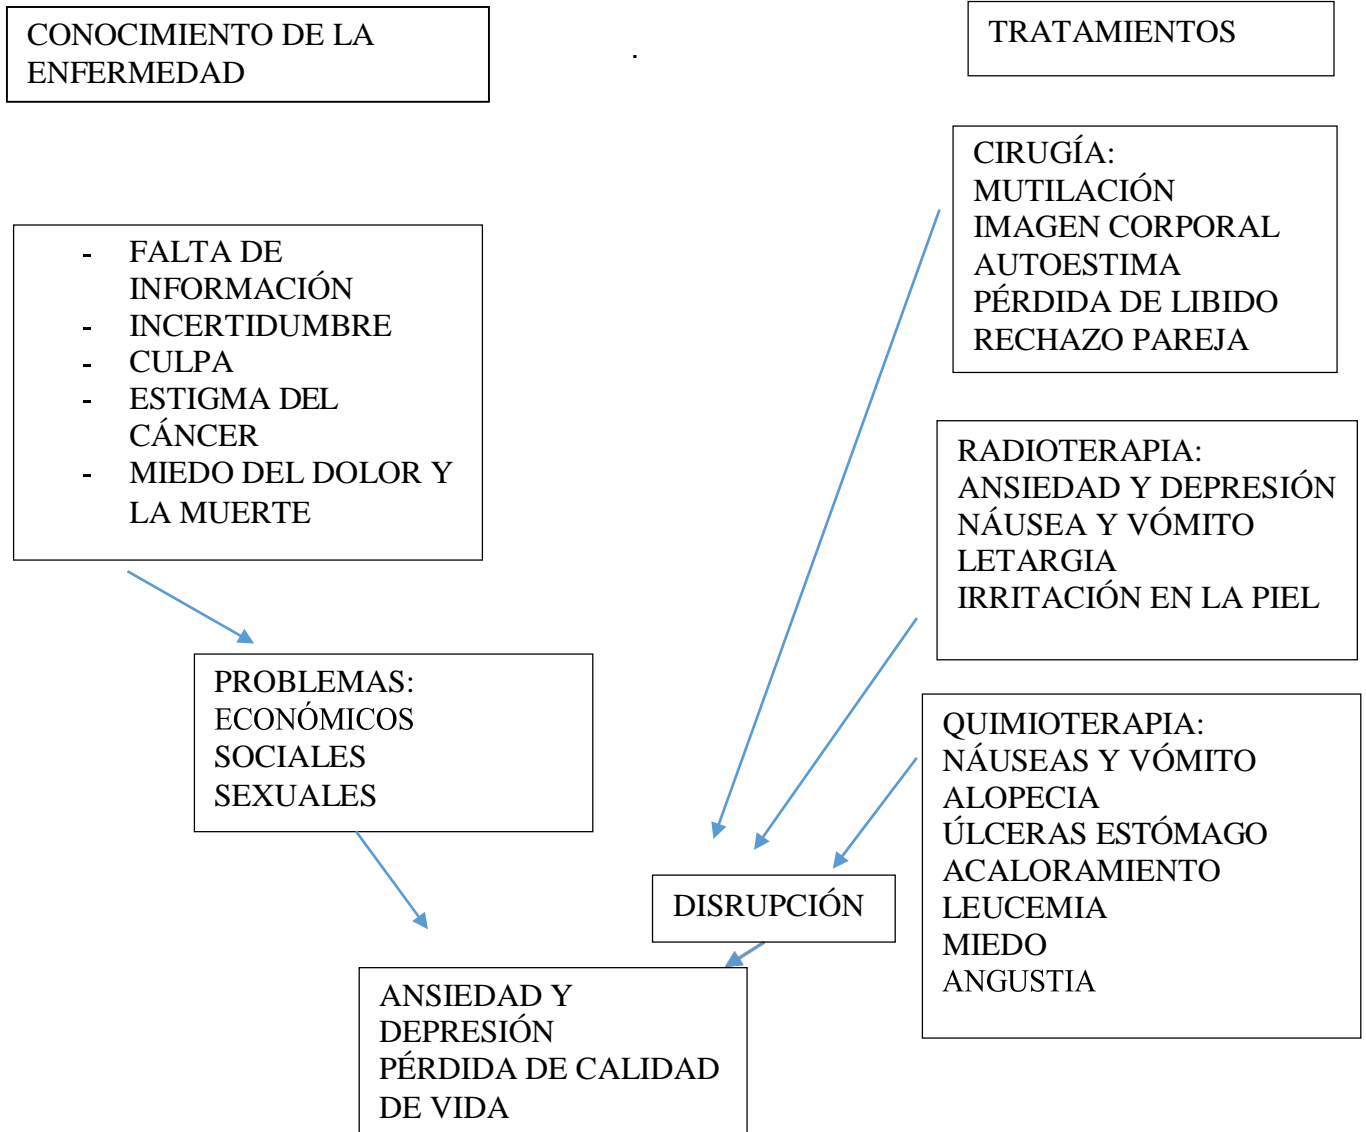 CONOCIMIENTO DE LA
ENFERMEDAD
.
TRATAMIENTOS
- FALTA DE
INFORMACIÓN
- INCERTIDUMBRE
- CULPA
- ESTIGMA DEL
CÁNCER
- MIEDO DEL DOLOR Y
LA MUERTE
PROBLEMAS:
ECONÓMICOS
SOCIALES
SEXUALES
CIRUGÍA:
MUTILACIÓN
IMAGEN CORPORAL
AUTOESTIMA
PÉRDIDA DE LIBIDO
RECHAZO PAREJA
RADIOTERAPIA:
ANSIEDAD Y DEPRESIÓN
NÁUSEA Y VÓMITO
LETARGIA
IRRITACIÓN EN LA PIEL
QUIMIOTERAPIA:
NÁUSEAS Y VÓMITO
ALOPECIA
ÚLCERAS ESTÓMAGO
ACALORAMIENTO
LEUCEMIA
MIEDO
ANGUSTIA
DISRUPCIÓN
ANSIEDAD Y
DEPRESIÓN
PÉRDIDA DE CALIDAD
DE VIDA